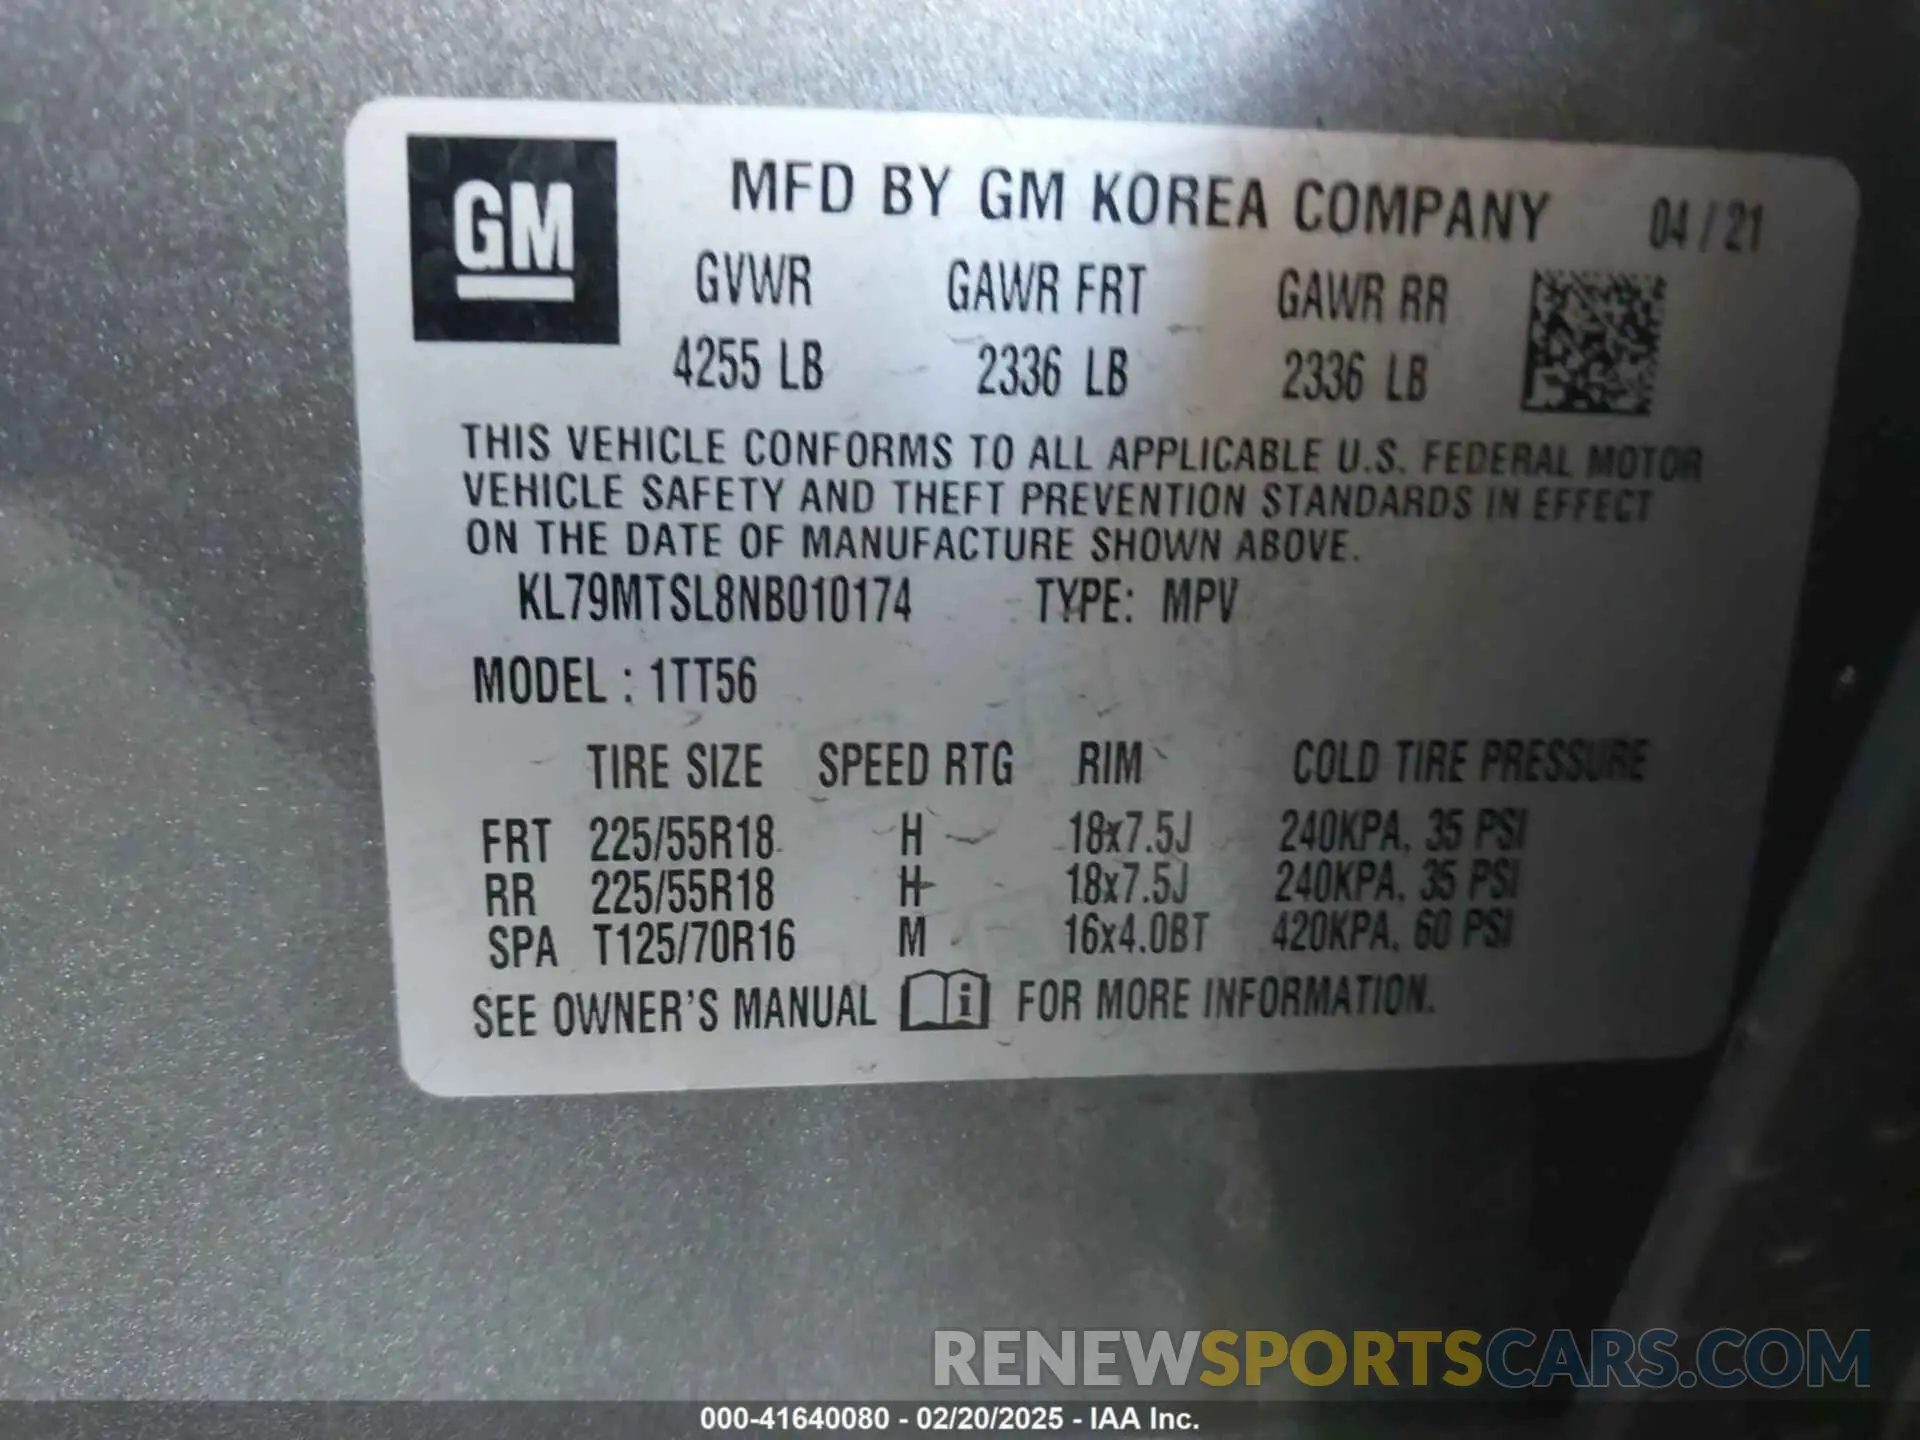 GM
MFD BY GM KOREA COMPANY 04 / 21
GVWR GAWR FRT GAWR RR
4255 LB 2336 LB 2336 LB
THIS VEHICLE CONFORMS TO ALL APPLICABLE U.S. FEDERAL MOTOR
VEHICLE SAFETY AND THEFT PREVENTION STANDARDS IN EFFECT
ON THE DATE OF MANUFACTURE SHOWN ABOVE.
KL79MTSL8NB010174 TYPE: MPV
MODEL : 1TT56
TIRE SIZE SPEED RTG RIM COLD TIRE PRESSURE
FRT 225/55R18 H 18x7.5J 240KPA, 35 PSI
RR 225/55R18 H 18x7.5J 240KPA, 35 PSI
SPA T125/70R16 M 16x4.0BT 420KPA, 60 PSI
SEE OWNER'S MANUAL i FOR MORE INFORMATION.
RENEWSPORTSCARS.COM
000-41640080 - 02/20/2025 - IAA Inc.